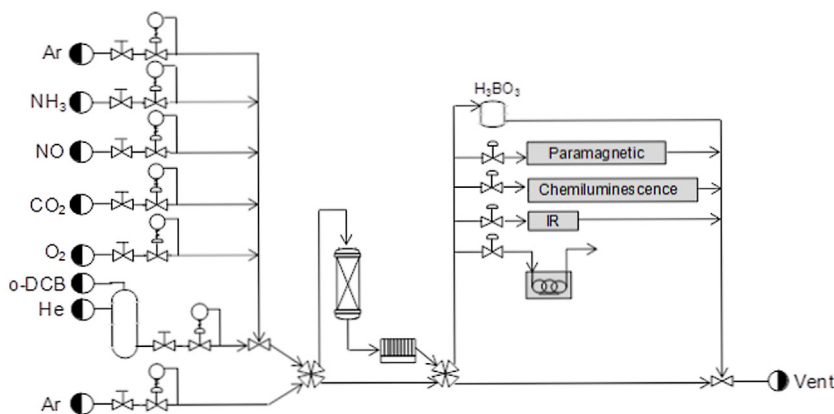 Ar
NH₃
NO
CO₂
O₂
o-DCB
He
Ar
H₃BO₃
Paramagnetic
Chemiluminescence
IR
Vent